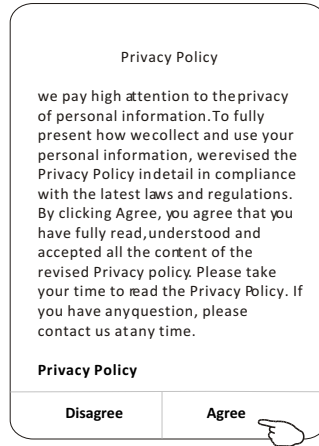 Privacy Policy
we pay high attention to theprivacy
of personal information.To fully
present how wecollect and use your
personal information, werevised the
Privacy Policy indetail in compliance
with the latest laws and regulations.
By clicking Agree, you agree that you
have fully read,understood and
accepted all the content of the
revised Privacy policy. Please take
your time to read the Privacy Policy. If
you have anyquestion, please
contact us atany time.
Privacy Policy
Disagree Agree